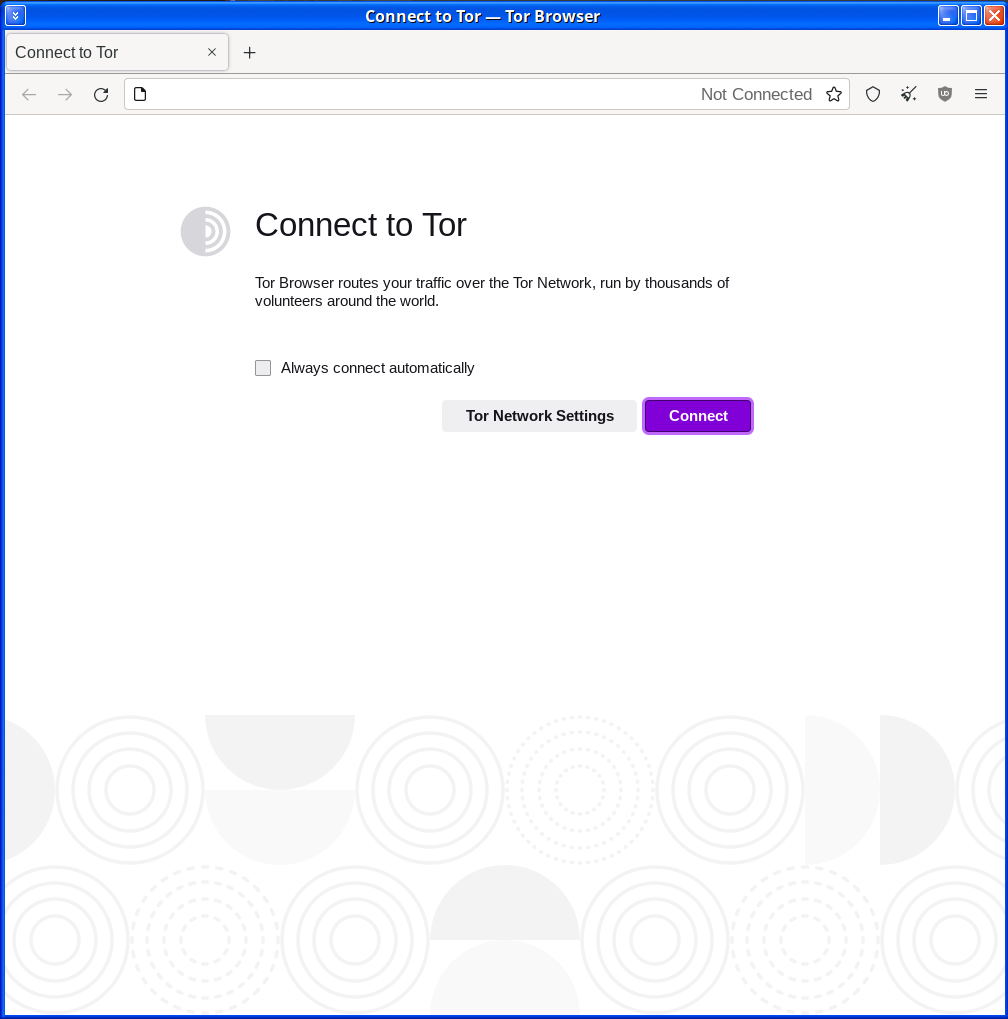 Connect to Tor — Tor Browser
Connect to Tor
Not Connected
Connect to Tor
Tor Browser routes your traffic over the Tor Network, run by thousands of
volunteers around the world.
Always connect automatically
Tor Network Settings
Connect